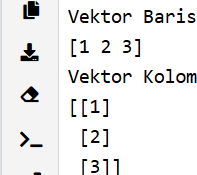 Vektor Baris
[1 2 3]
Vektor Kolom
[[1]
 [2]
 [3]]